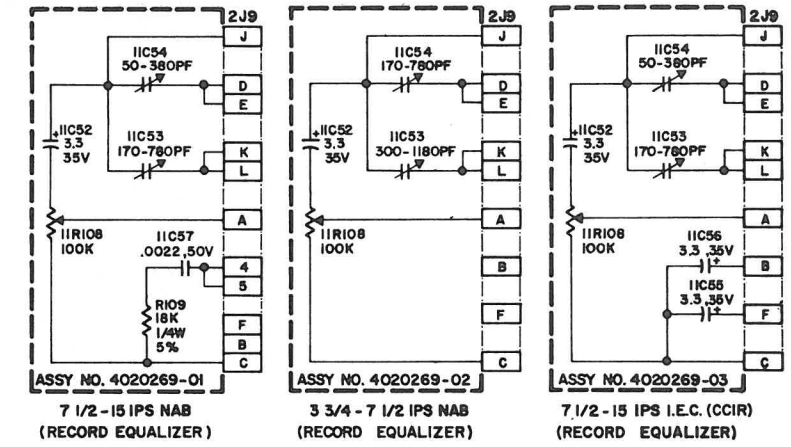 2J9
J
11C54
50-380PF
D
E
11C52
3.3
35V
11C53
170-780PF
K
L
A
11R108
100K
11C57
.0022,50V
4
5
R109
18K
1/4W
5%
F
B
C
ASSY NO. 4020269-01
7 1/2-15 IPS NAB
(RECORD EQUALIZER)
2J9
J
11C54
170-780PF
D
E
11C52
3.3
35V
11C53
300-1180PF
K
L
A
11R108
100K
B
F
C
ASSY NO. 4020269-02
3 3/4-7 1/2 IPS NAB
(RECORD EQUALIZER)
2J9
J
11C54
50-380PF
D
E
11C52
3.3
35V
11C53
170-780PF
K
L
A
11R108
100K
11C56
3.3,35V
B
11C55
3.3,35V
F
C
ASSY NO. 4020269-03
7 1/2-15 IPS I.E.C. (CCIR)
(RECORD EQUALIZER)